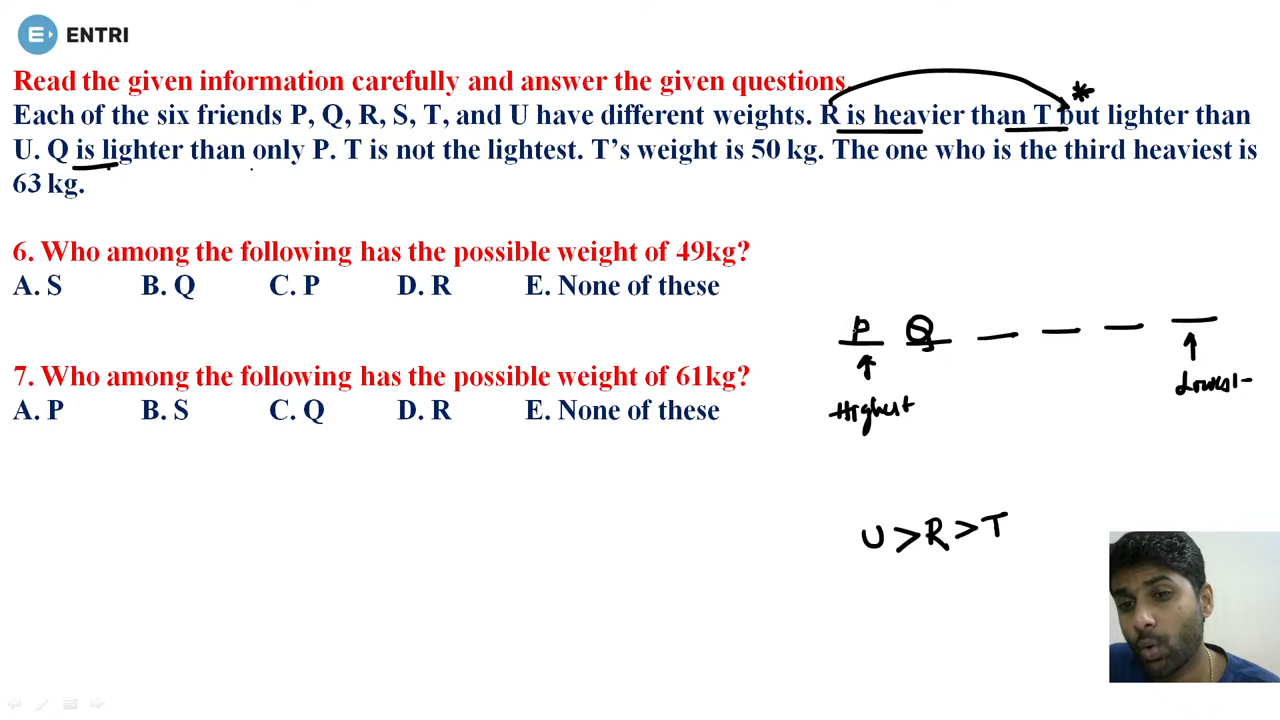 E ENTRI
Read the given information carefully and answer the given questions.
Each of the six friends P, Q, R, S, T, and U have different weights. R is heavier than T but lighter than
U. Q is lighter than only P. T is not the lightest. T's weight is 50 kg. The one who is the third heaviest is
63 kg.
6. Who among the following has the possible weight of 49kg?
A. S B. Q C. P D. R E. None of these
P Q
Lowest
Highest
7. Who among the following has the possible weight of 61kg?
A. P B. S C. Q D. R E. None of these
U > R > T